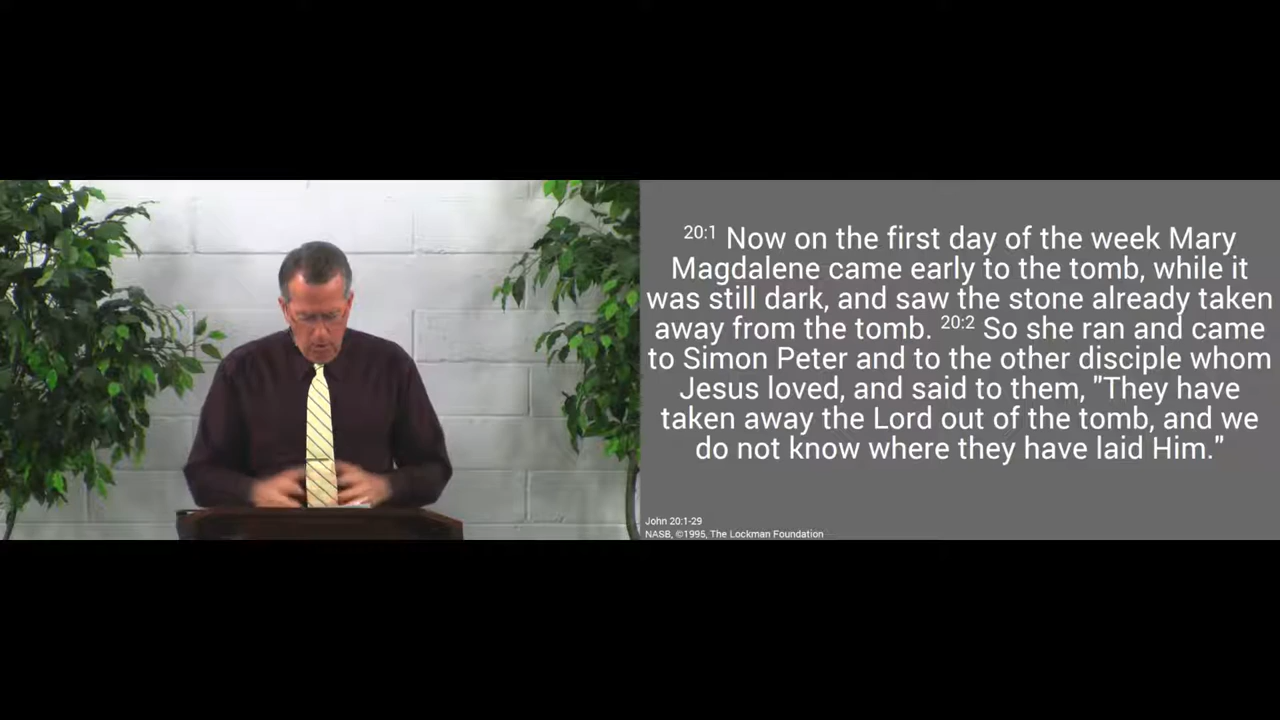 20:1 Now on the first day of the week Mary
Magdalene came early to the tomb, while it
was still dark, and saw the stone already taken
away from the tomb. 20:2 So she ran and came
to Simon Peter and to the other disciple whom
Jesus loved, and said to them, "They have
taken away the Lord out of the tomb, and we
do not know where they have laid Him."
John 20:1-29
NASB, ©1995, The Lockman Foundation